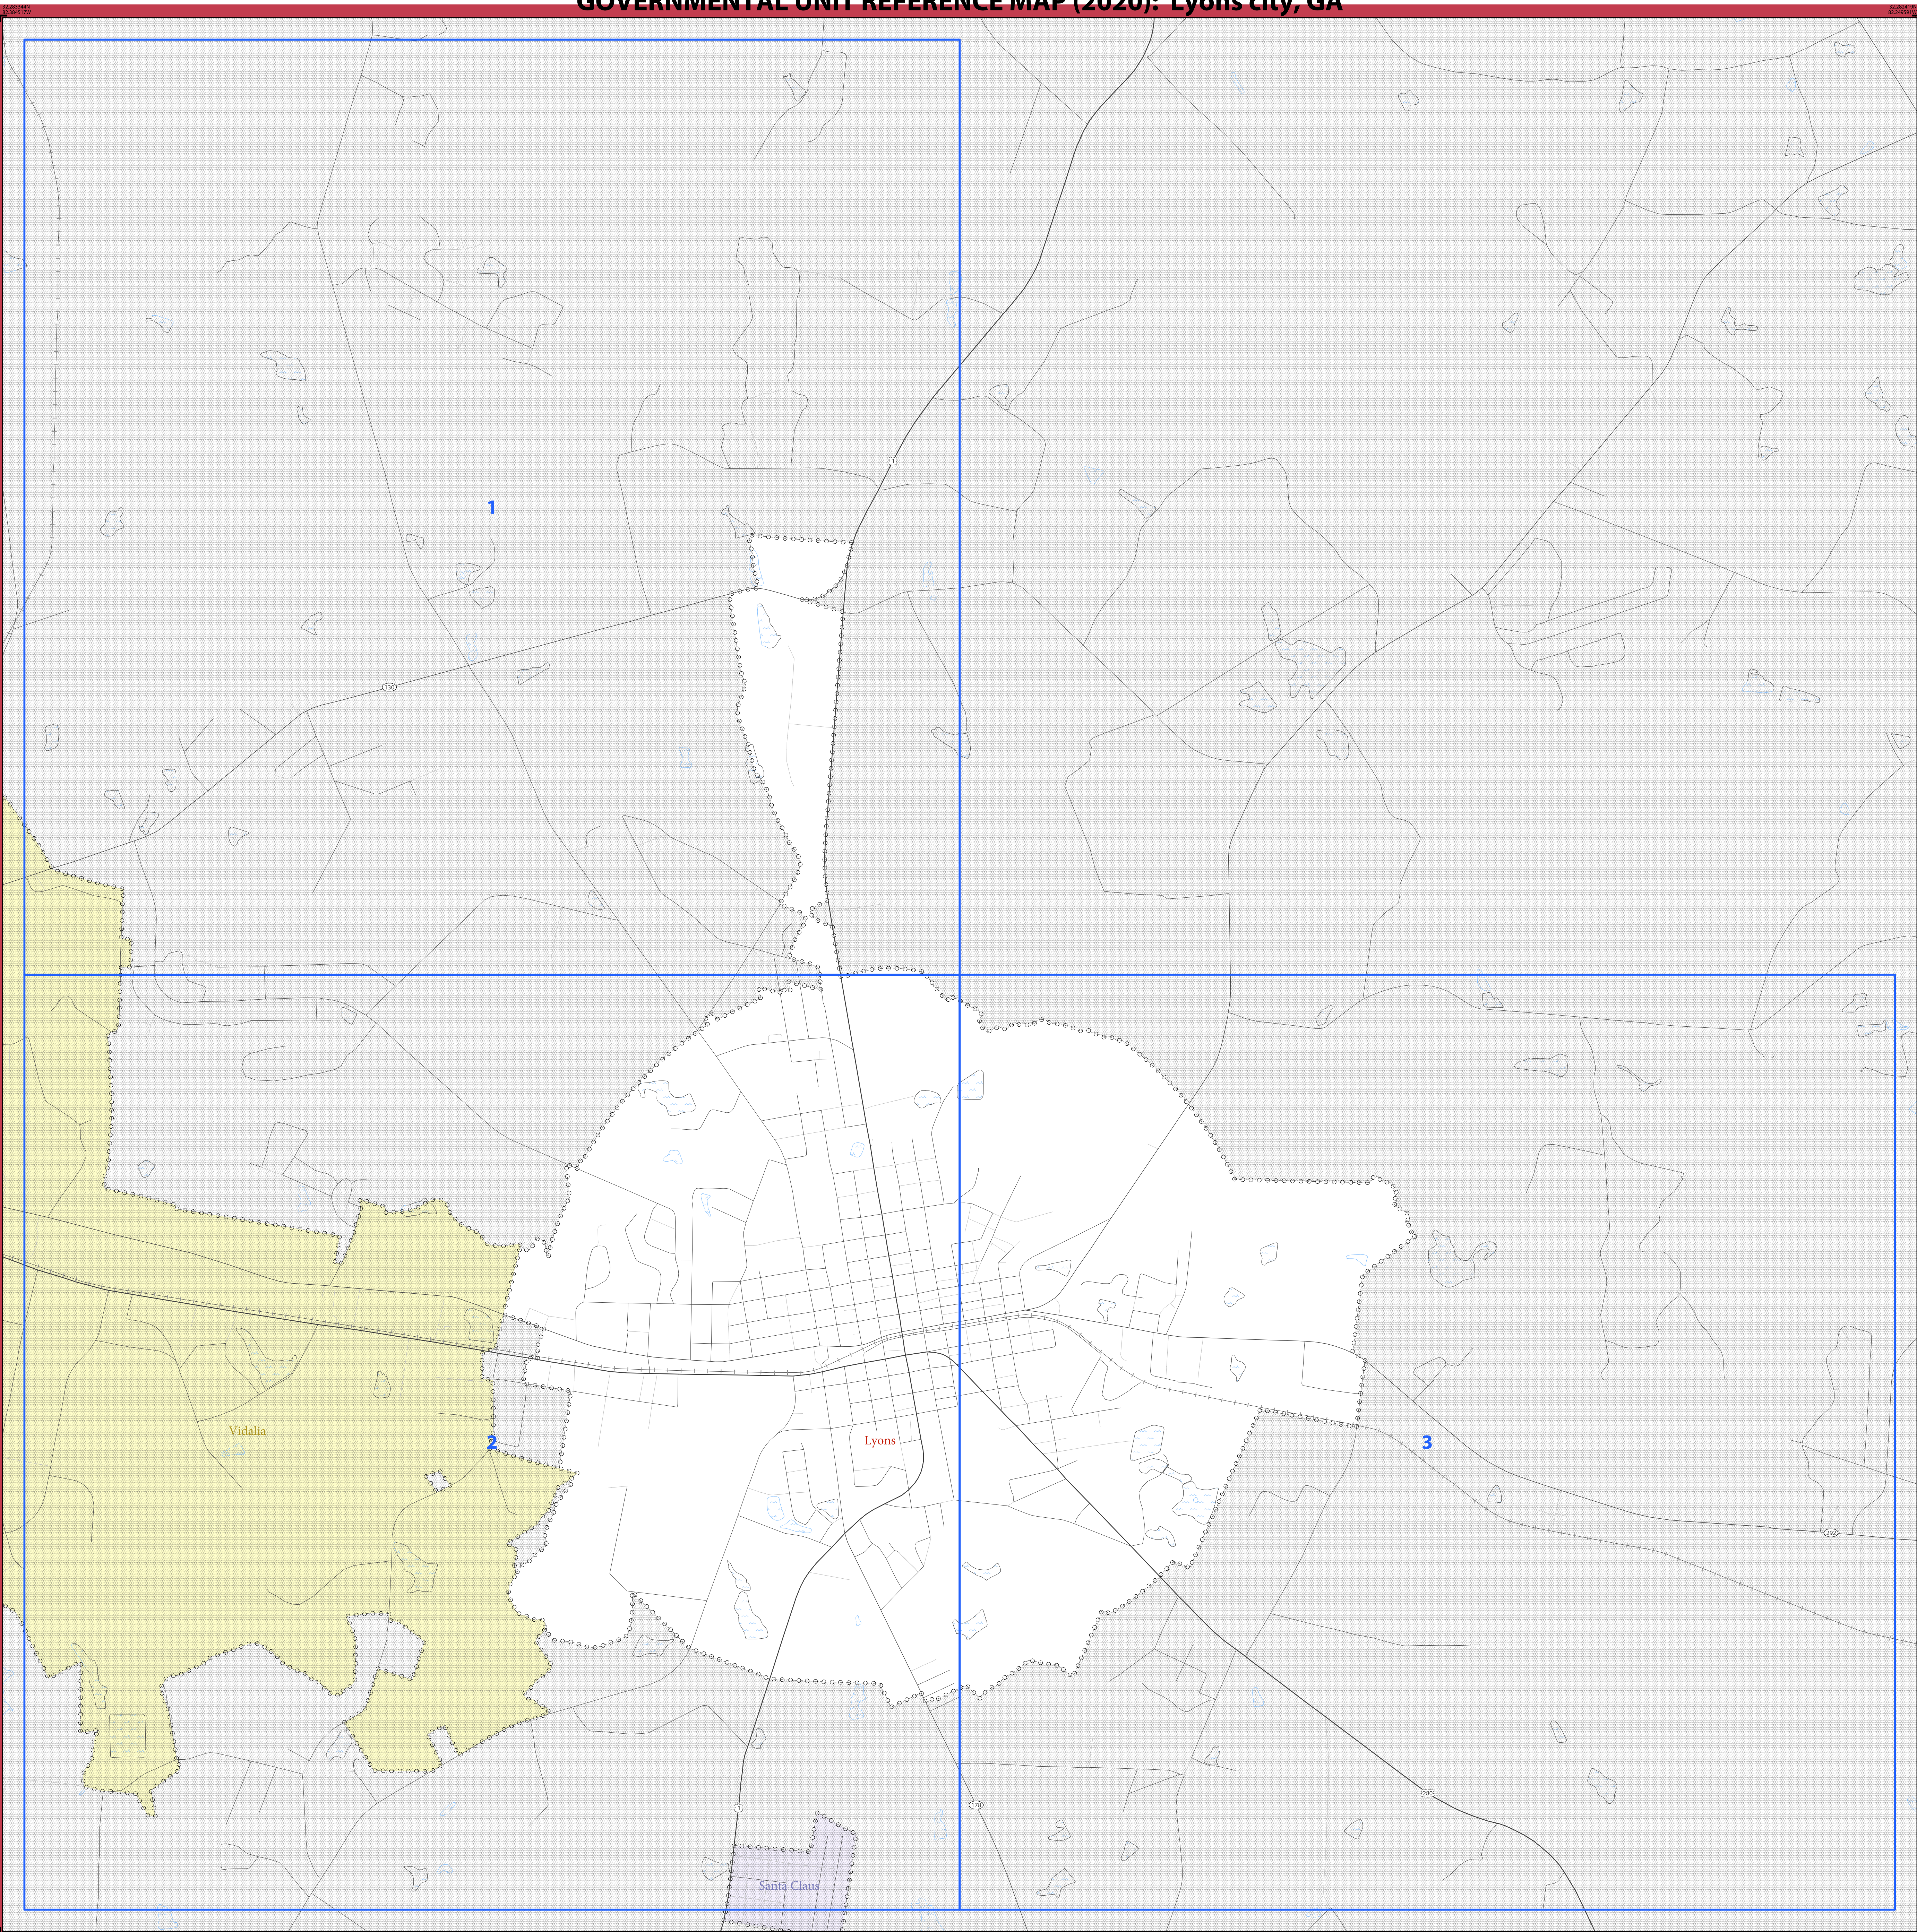 GOVERNMENTAL UNIT REFERENCE MAP (2020): Lyons city, GA
1
1
130
Vidalia
2
Lyons
3
292
280
178
1
Santa Claus